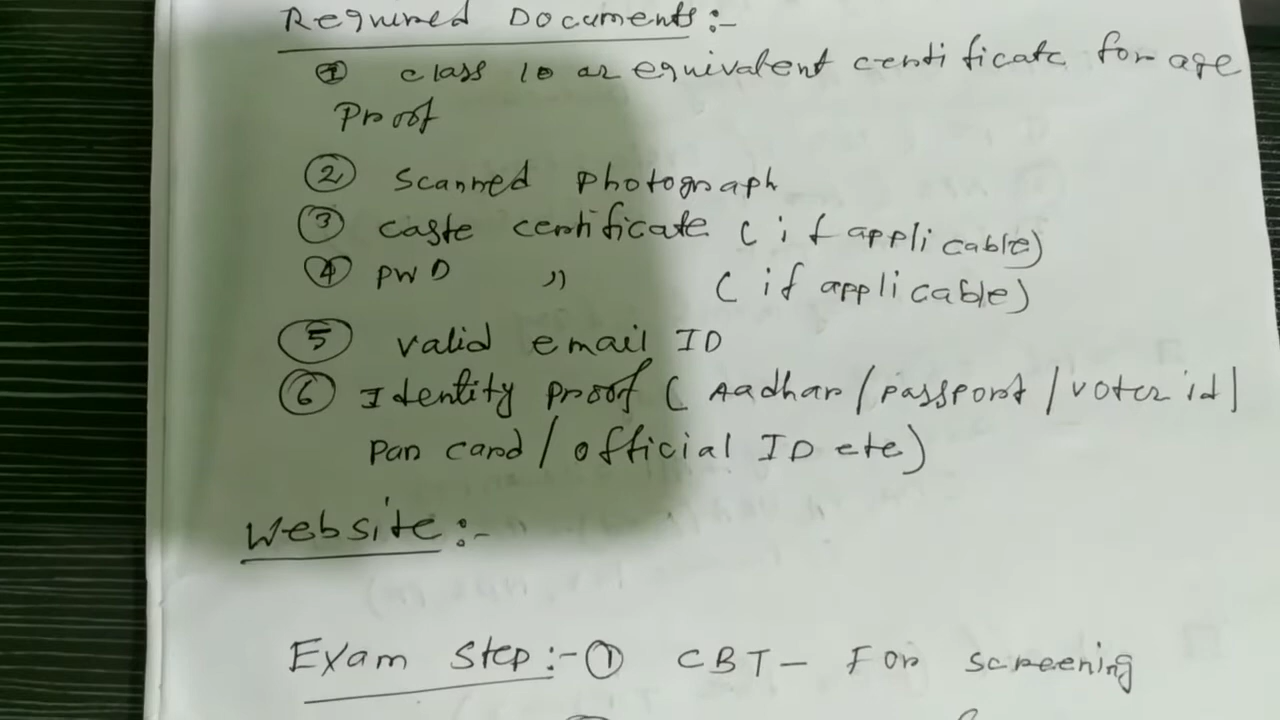 Required Documents:-
① class 10 or equivalent certificate for age
Proof
② Scanned photograph
③ caste certificate (if applicable)
④ PWD " (if applicable)
⑤ valid email ID
⑥ Identity proof ( Aadhar / passport / voter id /
Pan card / official ID etc)
Website:-
Exam Step:- ① CBT - For screening